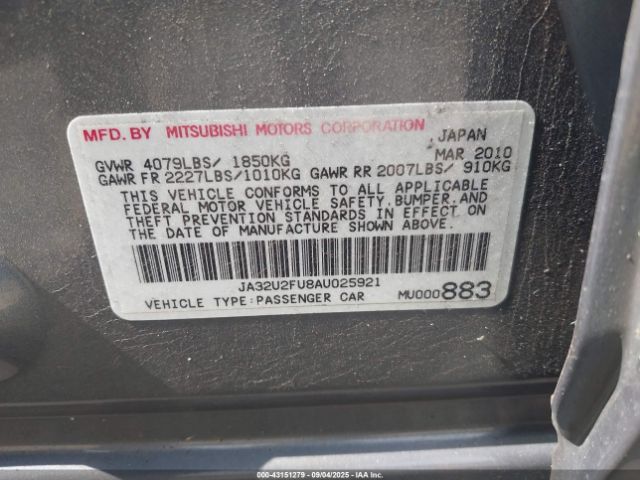 MFD. BY MITSUBISHI MOTORS CORPORATION JAPAN
GVWR 4079LBS/ 1850KG MAR 2010
GAWR FR 2227LBS/1010KG GAWR RR 2007LBS/ 910KG
THIS VEHICLE CONFORMS TO ALL APPLICABLE
FEDERAL MOTOR VEHICLE SAFETY, BUMPER, AND
THEFT PREVENTION STANDARDS IN EFFECT ON
THE DATE OF MANUFACTURE SHOWN ABOVE.
JA32U2FU8AU025921
VEHICLE TYPE:PASSENGER CAR MU000883
000-43151279 - 09/04/2025 - © IAA Holdings, LLC